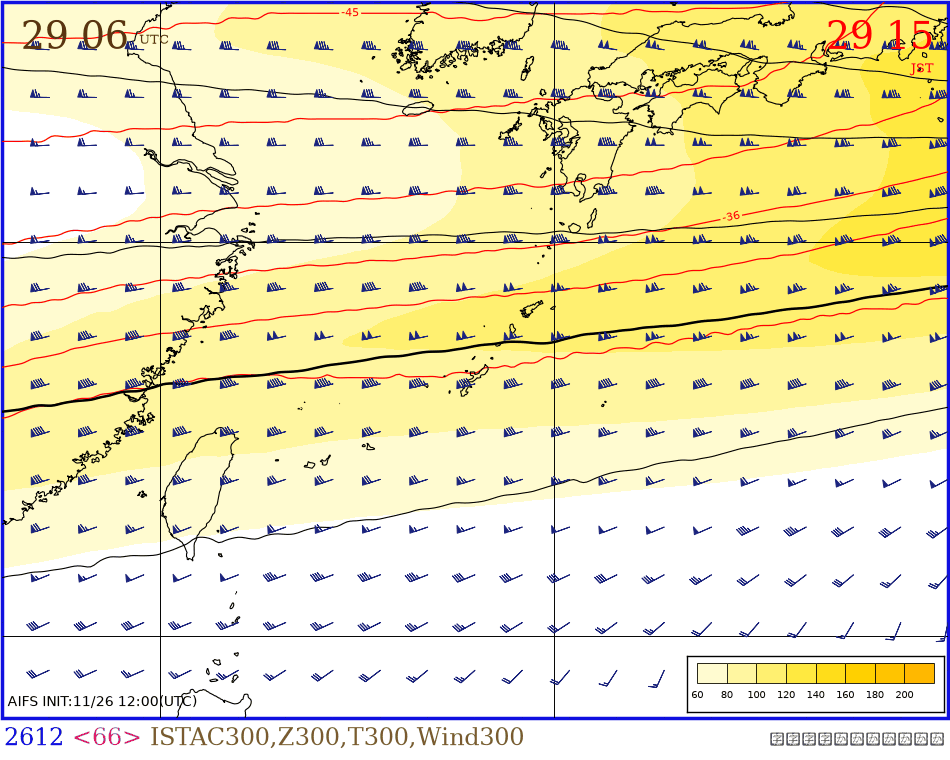 -45
29 06 UTC
29 15
JST
-36
60 80 100 120 140 160 180 200
AIFS INIT:11/26 12:00(UTC)
2612 <66> ISTAC300,Z300,T300,Wind300